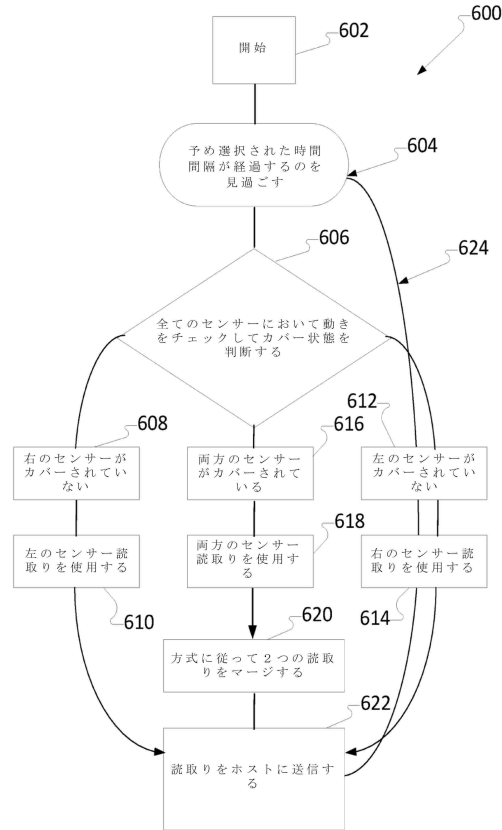 600
602
開始
604
予め選択された時間
間隔が経過するのを
見過ごす
606
624
全てのセンサーにおいて動き
をチェックしてカバー状態を
判断する
608
右のセンサーが
カバーされてい
ない
616
両方のセンサー
がカバーされて
いる
612
左のセンサーが
カバーされてい
ない
左のセンサー読
取りを使用する
610
618
両方のセンサー
読取りを使用する
右のセンサー読
取りを使用する
614
620
方式に従って２つの読取
りをマージする
622
読取りをホストに送信す
る